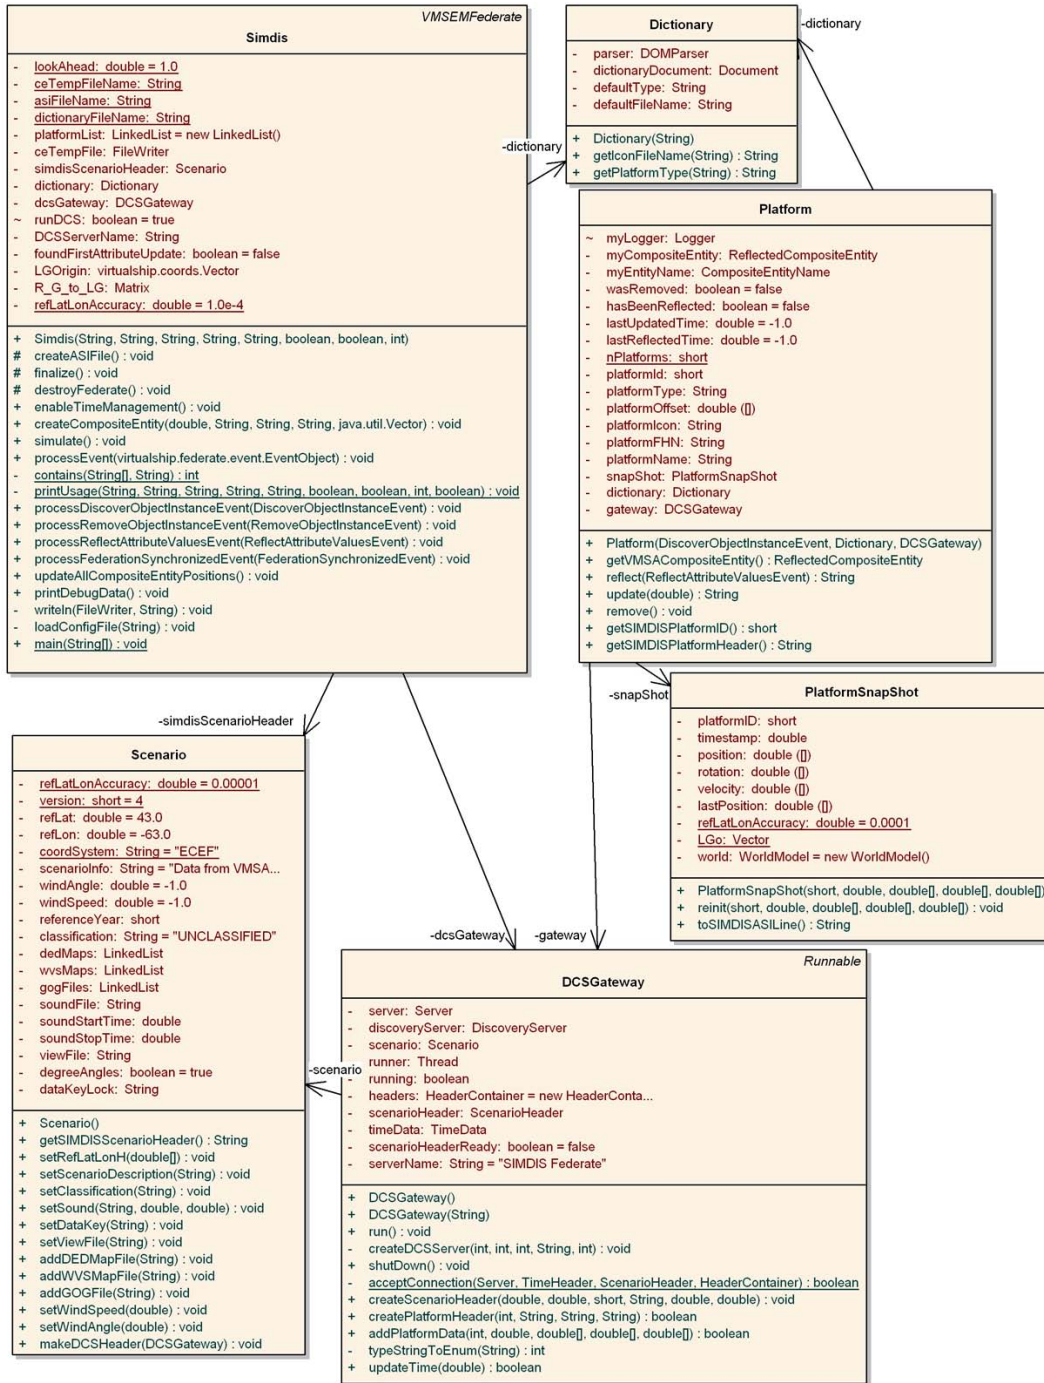 VMSEMFederate
Simdis
- lookAhead: double = 1.0
- ceTempFileName: String
- asiFileName: String
- dictionaryFileName: String
- platformList: LinkedList = new LinkedList()
- ceTempFile: FileWriter
- simdisScenarioHeader: Scenario
- dictionary: Dictionary
- dcsGateway: DCSGateway
~ runDCS: boolean = true
- DCSServerName: String
- foundFirstAttributeUpdate: boolean = false
- LGOrigin: virtualship.coords.Vector
- R_G_to_LG: Matrix
- refLatLonAccuracy: double = 1.0e-4
+ Simdis(String, String, String, String, String, boolean, boolean, int)
# createASIFile() : void
# finalize() : void
# destroyFederate() : void
+ enableTimeManagement() : void
+ createCompositeEntity(double, String, String, String, java.util.Vector) : void
+ simulate() : void
+ processEvent(virtualship.federate.event.EventObject) : void
- contains(String[], String) : int
- printUsage(String, String, String, String, String, boolean, boolean, int, boolean) : void
+ processDiscoverObjectInstanceEvent(DiscoverObjectInstanceEvent) : void
+ processRemoveObjectInstanceEvent(RemoveObjectInstanceEvent) : void
+ processReflectAttributeValuesEvent(ReflectAttributeValuesEvent) : void
+ processFederationSynchronizedEvent(FederationSynchronizedEvent) : void
+ updateAllCompositeEntityPositions() : void
+ printDebugData() : void
- writeln(FileWriter, String) : void
- loadConfigFile(String) : void
+ main(String[]) : void
-dictionary
Dictionary
- parser: DOMParser
- dictionaryDocument: Document
- defaultType: String
- defaultFileName: String
+ Dictionary(String)
+ getIconFileName(String) : String
+ getPlatformType(String) : String
-dictionary
Platform
~ myLogger: Logger
- myCompositeEntity: ReflectedCompositeEntity
- myEntityName: CompositeEntityName
- wasRemoved: boolean = false
- hasBeenReflected: boolean = false
- lastUpdatedTime: double = -1.0
- lastReflectedTime: double = -1.0
- nPlatforms: short
- platformId: short
- platformType: String
- platformOffset: double ([])
- platformIcon: String
- platformFHN: String
- platformName: String
- snapShot: PlatformSnapShot
- dictionary: Dictionary
- gateway: DCSGateway
+ Platform(DiscoverObjectInstanceEvent, Dictionary, DCSGateway)
+ getVMSACompositeEntity() : ReflectedCompositeEntity
+ reflect(ReflectAttributeValuesEvent) : String
+ update(double) : String
+ remove() : void
+ getSIMDISPlatformID() : short
+ getSIMDISPlatformHeader() : String
-snapShot
PlatformSnapShot
- platformID: short
- timestamp: double
- position: double ([])
- rotation: double ([])
- velocity: double ([])
- lastPosition: double ([])
- refLatLonAccuracy: double = 0.0001
- LGo: Vector
- world: WorldModel = new WorldModel()
+ PlatformSnapShot(short, double, double[], double[], double[])
+ reinit(short, double, double[], double[], double[]) : void
+ toSIMDISASILine() : String
-simdisScenarioHeader
Scenario
- refLatLonAccuracy: double = 0.00001
- version: short = 4
- refLat: double = 43.0
- refLon: double = -63.0
- coordSystem: String = "ECEF"
- scenarioInfo: String = "Data from VMSA...
- windAngle: double = -1.0
- windSpeed: double = -1.0
- referenceYear: short
- classification: String = "UNCLASSIFIED"
- dedMaps: LinkedList
- wvsMaps: LinkedList
- gogFiles: LinkedList
- soundFile: String
- soundStartTime: double
- soundStopTime: double
- viewFile: String
- degreeAngles: boolean = true
- dataKeyLock: String
+ Scenario()
+ getSIMDISScenarioHeader() : String
+ setRefLatLonH(double[]) : void
+ setScenarioDescription(String) : void
+ setClassification(String) : void
+ setSound(String, double, double) : void
+ setDataKey(String) : void
+ setViewFile(String) : void
+ addDEDMapFile(String) : void
+ addWVSMapFile(String) : void
+ addGOGFile(String) : void
+ setWindSpeed(double) : void
+ setWindAngle(double) : void
+ makeDCSHeader(DCSGateway) : void
-dcsGateway
-gateway
-scenario
Runnable
DCSGateway
- server: Server
- discoveryServer: DiscoveryServer
- scenario: Scenario
- runner: Thread
- running: boolean
- headers: HeaderContainer = new HeaderConta...
- scenarioHeader: ScenarioHeader
- timeData: TimeData
- scenarioHeaderReady: boolean = false
- serverName: String = "SIMDIS Federate"
+ DCSGateway()
+ DCSGateway(String)
+ run() : void
- createDCSServer(int, int, int, String, int) : void
+ shutDown() : void
- acceptConnection(Server, TimeHeader, ScenarioHeader, HeaderContainer) : boolean
+ createScenarioHeader(double, double, short, String, double, double) : void
+ createPlatformHeader(int, String, String, String) : boolean
+ addPlatformData(int, double, double[], double[], double[]) : boolean
- typeStringToEnum(String) : int
+ updateTime(double) : boolean